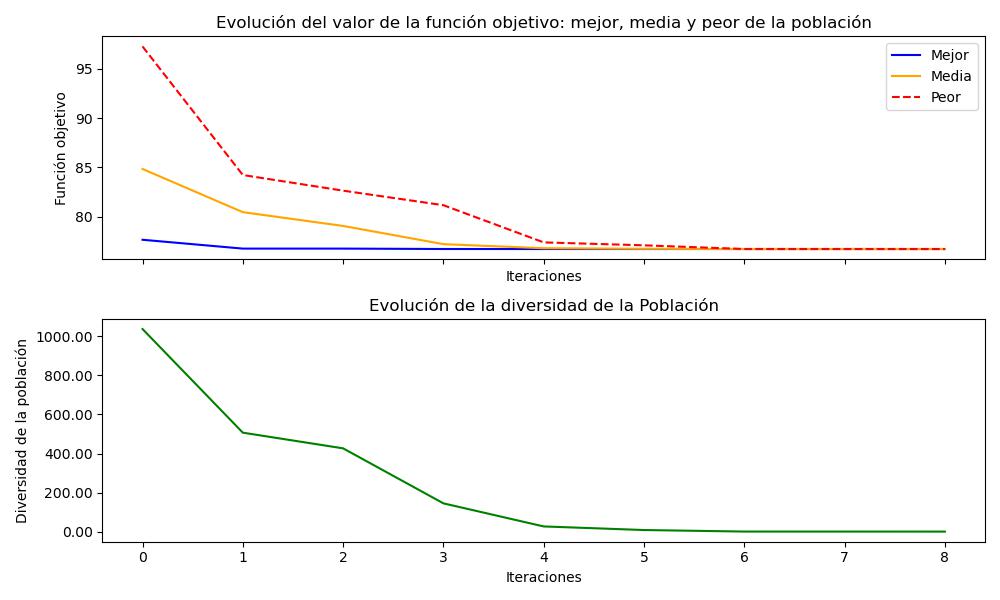 Evolución del valor de la función objetivo: mejor, media y peor de la población
Función objetivo
95
90
85
80
Mejor
Media
Peor
Iteraciones
Evolución de la diversidad de la Población
Diversidad de la población
1000.00
800.00
600.00
400.00
200.00
0.00
0 1 2 3 4 5 6 7 8
Iteraciones